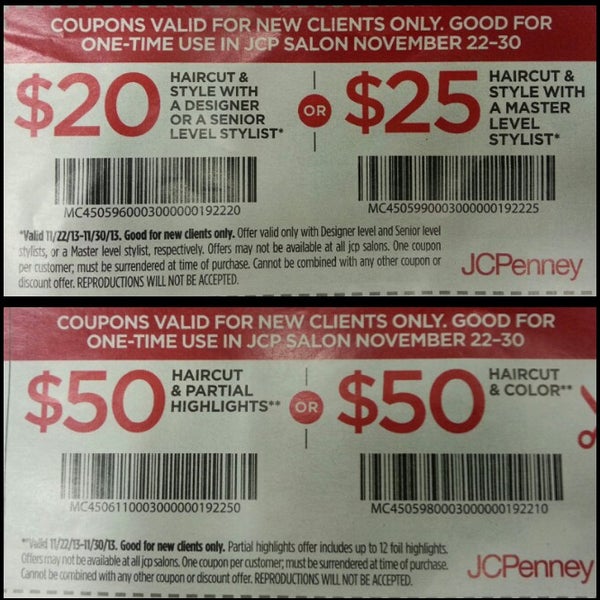 COUPONS VALID FOR NEW CLIENTS ONLY. GOOD FOR
ONE-TIME USE IN JCP SALON NOVEMBER 22-30
$20
HAIRCUT &
STYLE WITH
A DESIGNER
OR A SENIOR
LEVEL STYLIST*
OR
$25
HAIRCUT &
STYLE WITH
A MASTER
LEVEL
STYLIST*
MC4505960003000000192220
MC4505990003000000192225
*Valid 11/22/13-11/30/13. Good for new clients only. Offer valid only with Designer level and Senior level
stylists, or a Master level stylist, respectively. Offers may not be available at all jcp salons. One coupon
per customer; must be surrendered at time of purchase. Cannot be combined with any other coupon or
discount offer. REPRODUCTIONS WILL NOT BE ACCEPTED.
JCPenney
COUPONS VALID FOR NEW CLIENTS ONLY. GOOD FOR
ONE-TIME USE IN JCP SALON NOVEMBER 22-30
$50
HAIRCUT
& PARTIAL
HIGHLIGHTS**
OR
$50
HAIRCUT
& COLOR**
MC4506110003000000192250
MC4505980003000000192210
**Valid 11/22/13-11/30/13. Good for new clients only. Partial highlights offer includes up to 12 foil highlights.
Offers may not be available at all jcp salons. One coupon per customer; must be surrendered at time of purchase.
Cannot be combined with any other coupon or discount offer. REPRODUCTIONS WILL NOT BE ACCEPTED.
JCPenney